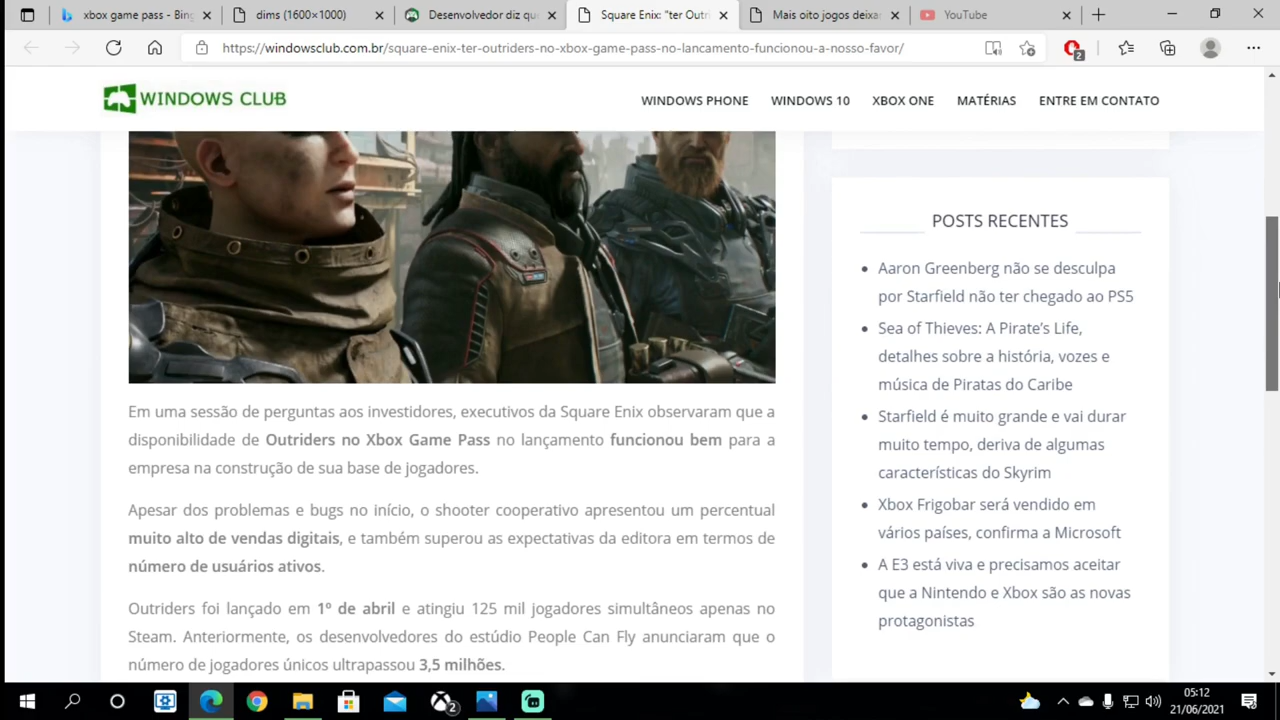 xbox game pass - Bing
dims (1600×1000)
Desenvolvedor diz qu
Square Enix: "ter Outri
Mais oito jogos deixar
YouTube
https://windowsclub.com.br/square-enix-ter-outriders-no-xbox-game-pass-no-lancamento-funcionou-a-nosso-favor/
2
WINDOWS CLUB
WINDOWS PHONE
WINDOWS 10
XBOX ONE
MATÉRIAS
ENTRE EM CONTATO
Em uma sessão de perguntas aos investidores, executivos da Square Enix observaram que a
disponibilidade de Outriders no Xbox Game Pass no lançamento funcionou bem para a
empresa na construção de sua base de jogadores.
Apesar dos problemas e bugs no início, o shooter cooperativo apresentou um percentual
muito alto de vendas digitais, e também superou as expectativas da editora em termos de
número de usuários ativos.
Outriders foi lançado em 1º de abril e atingiu 125 mil jogadores simultâneos apenas no
Steam. Anteriormente, os desenvolvedores do estúdio People Can Fly anunciaram que o
número de jogadores únicos ultrapassou 3,5 milhões.
POSTS RECENTES
Aaron Greenberg não se desculpa
por Starfield não ter chegado ao PS5
Sea of Thieves: A Pirate's Life,
detalhes sobre a história, vozes e
música de Piratas do Caribe
Starfield é muito grande e vai durar
muito tempo, deriva de algumas
características do Skyrim
Xbox Frigobar será vendido em
vários países, confirma a Microsoft
A E3 está viva e precisamos aceitar
que a Nintendo e Xbox são as novas
protagonistas
2
05:12
21/06/2021